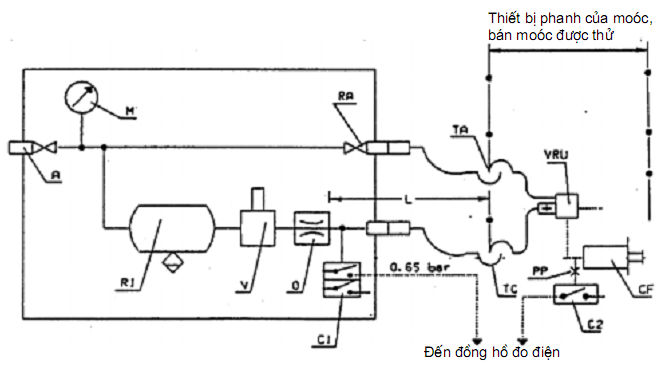 Thiết bị phanh của moóc,
bán moóc được thử
M
RA
A
TA
VRU
L
RI
V
O
0.65 bar
PP
TC
CF
C1
C2
Đến đồng hồ đo điện